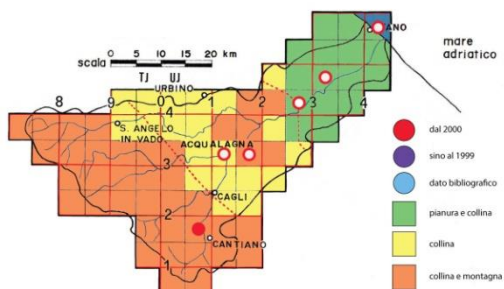 ANO
mare
adriatico
0 5 10 15 20 km
scala
TJ UJ
URBINO
8 9 0 1 2 3 4
4
S. ANGELO
IN VADO
ACQUALAGNA
3
CAGLI
2
CANTIANO
1
dal 2000
sino al 1999
dato bibliografico
pianura e collina
collina
collina e montagna